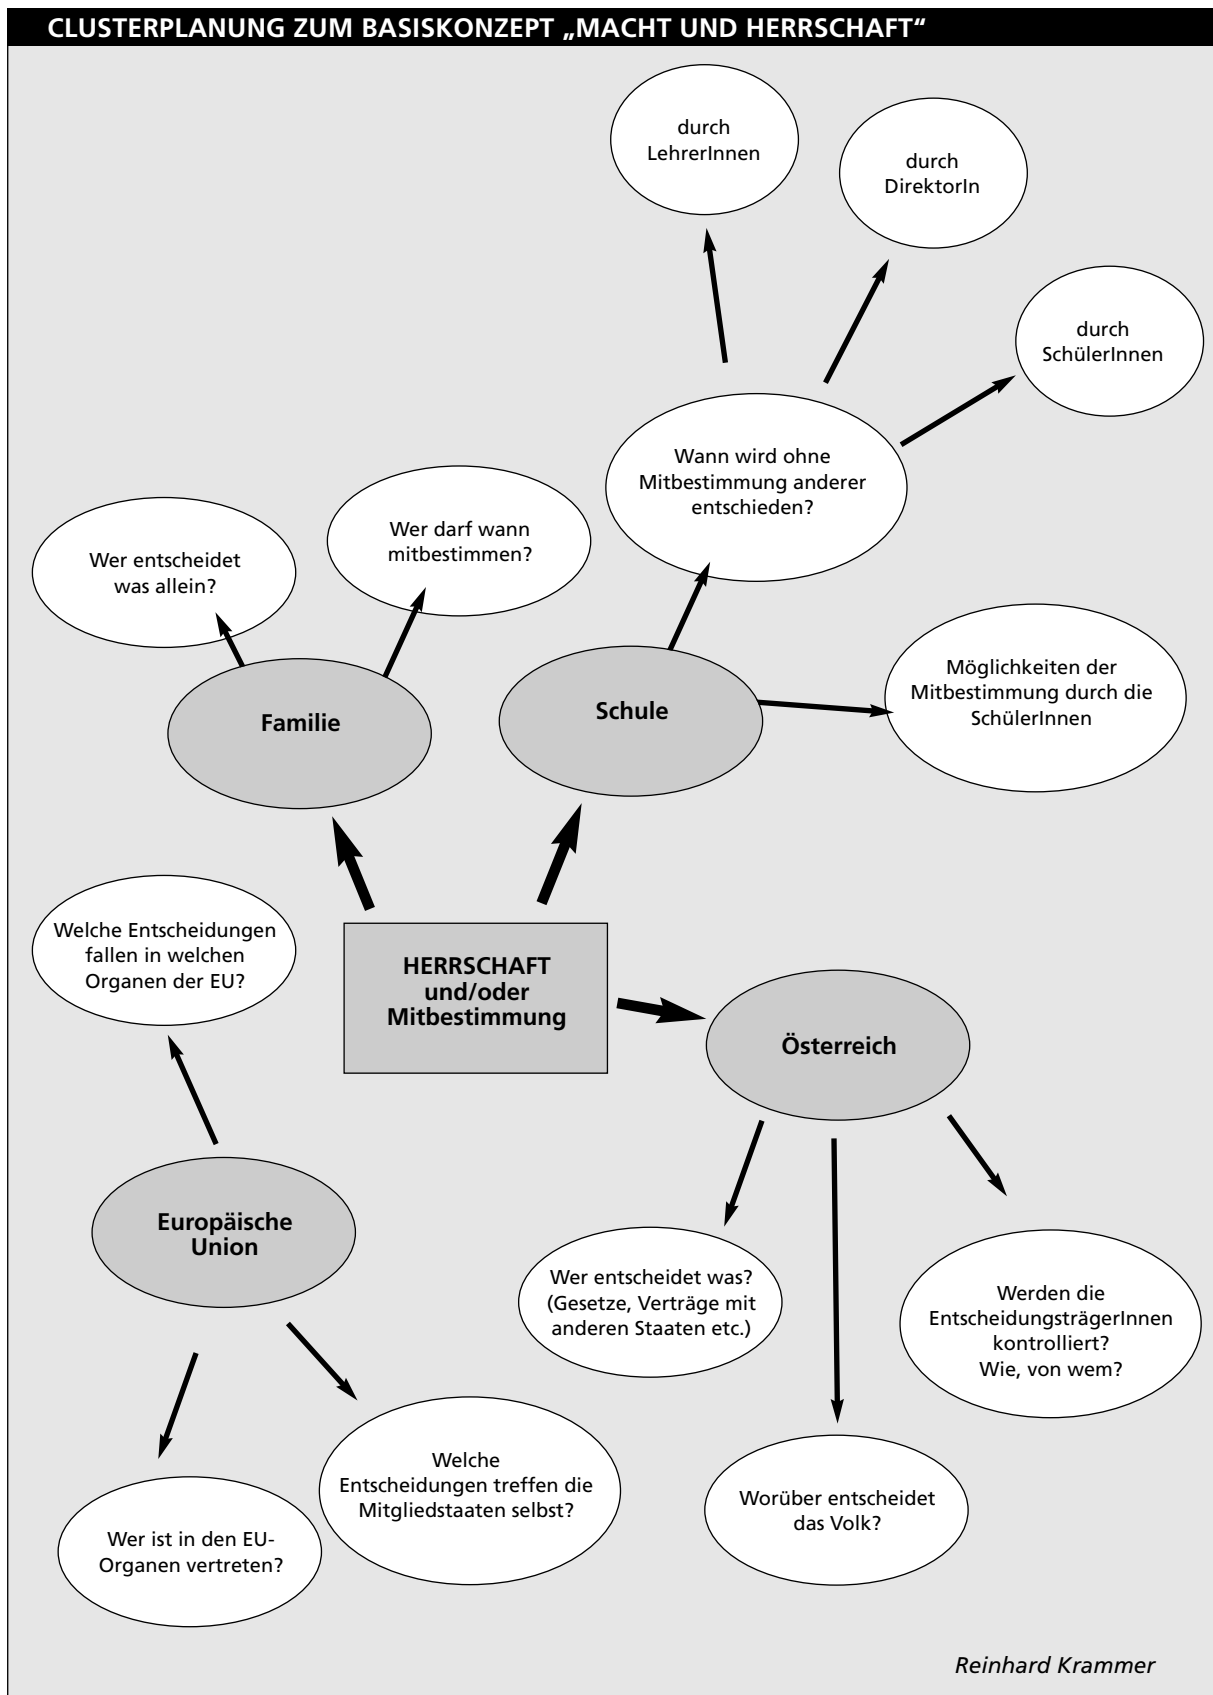 CLUSTERPLANUNG ZUM BASISKONZEPT „MACHT UND HERRSCHAFT“
durch
LehrerInnen
durch
DirektorIn
durch
SchülerInnen
Wann wird ohne
Mitbestimmung anderer
entschieden?
Wer darf wann
mitbestimmen?
Wer entscheidet
was allein?
Möglichkeiten der
Mitbestimmung durch die
SchülerInnen
Familie
Schule
Welche Entscheidungen
fallen in welchen
Organen der EU?
HERRSCHAFT
und/oder
Mitbestimmung
Österreich
Europäische
Union
Wer entscheidet was?
(Gesetze, Verträge mit
anderen Staaten etc.)
Werden die
EntscheidungsträgerInnen
kontrolliert?
Wie, von wem?
Welche
Entscheidungen treffen die
Mitgliedstaaten selbst?
Worüber entscheidet
das Volk?
Wer ist in den EU-
Organen vertreten?
Reinhard Krammer